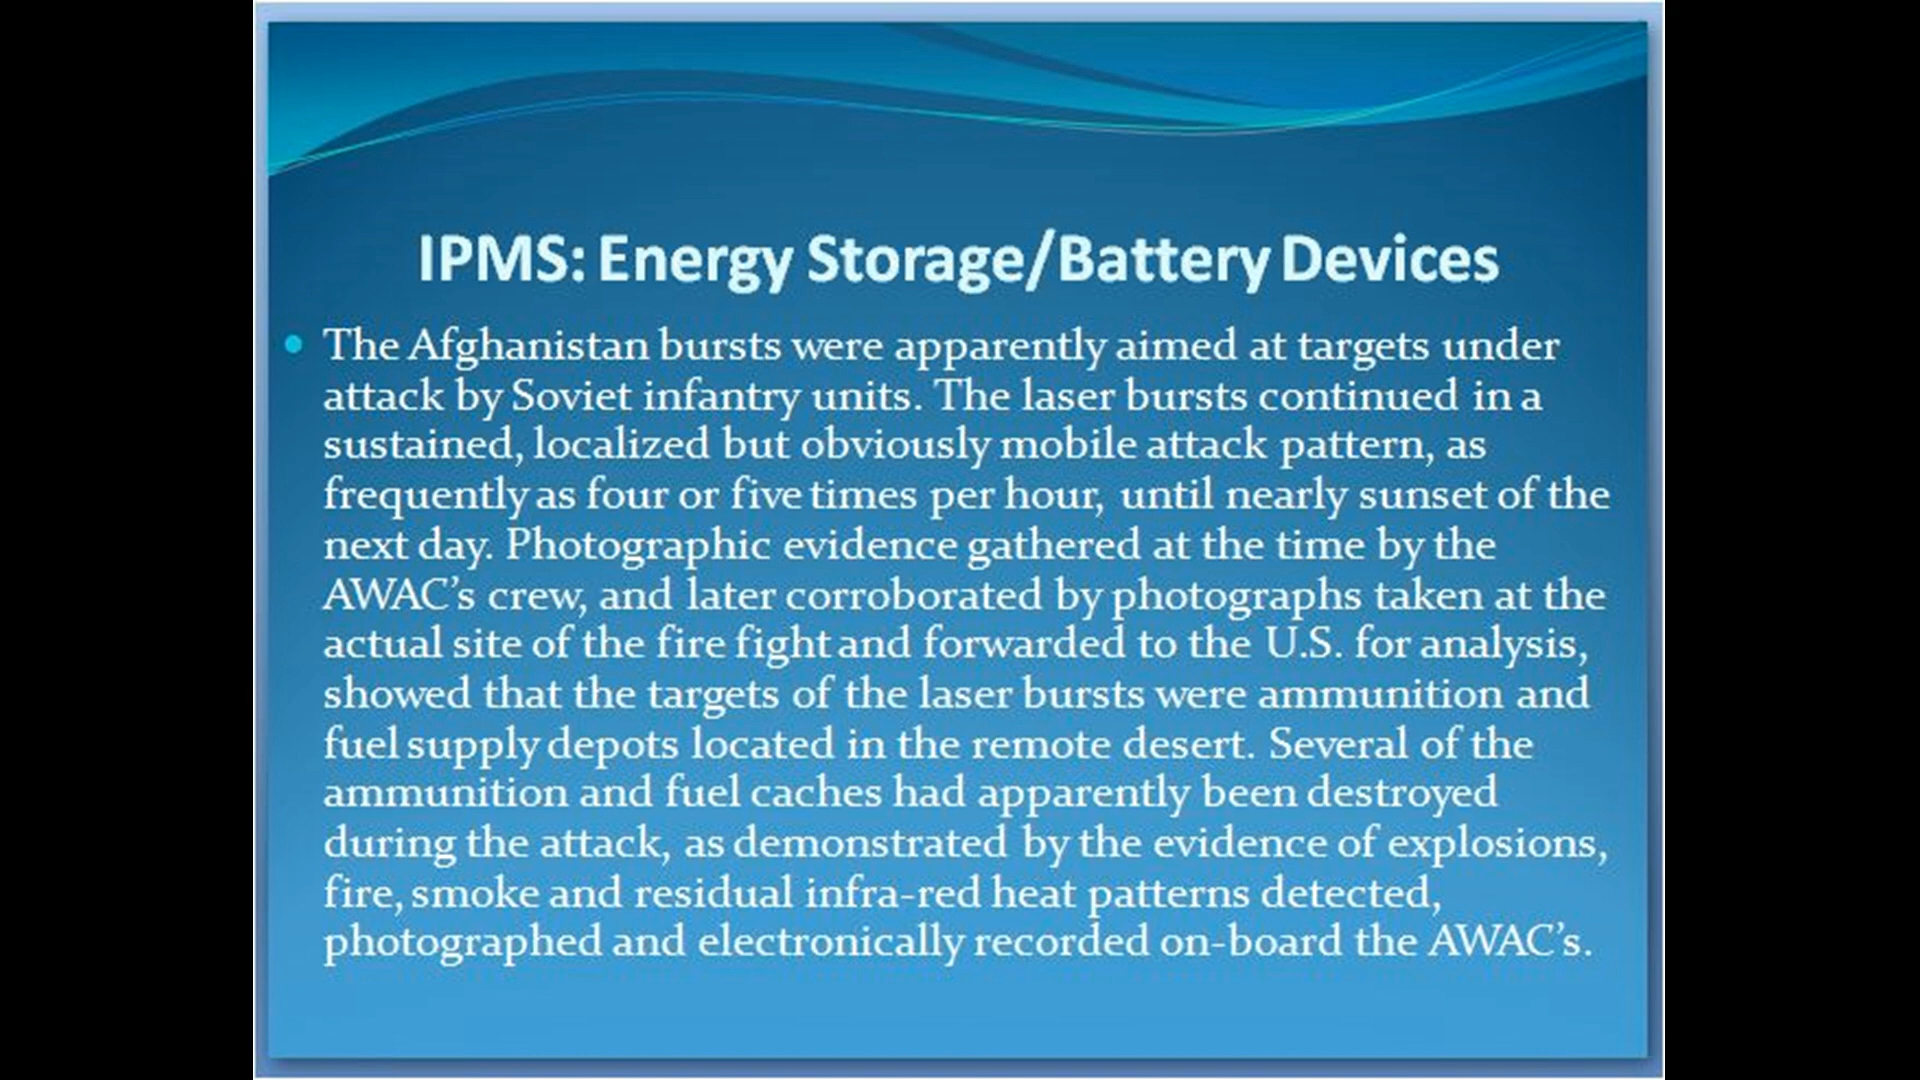 IPMS: Energy Storage/Battery Devices
• The Afghanistan bursts were apparently aimed at targets under
attack by Soviet infantry units. The laser bursts continued in a
sustained, localized but obviously mobile attack pattern, as
frequently as four or five times per hour, until nearly sunset of the
next day. Photographic evidence gathered at the time by the
AWAC’s crew, and later corroborated by photographs taken at the
actual site of the fire fight and forwarded to the U.S. for analysis,
showed that the targets of the laser bursts were ammunition and
fuel supply depots located in the remote desert. Several of the
ammunition and fuel caches had apparently been destroyed
during the attack, as demonstrated by the evidence of explosions,
fire, smoke and residual infra-red heat patterns detected,
photographed and electronically recorded on-board the AWAC’s.